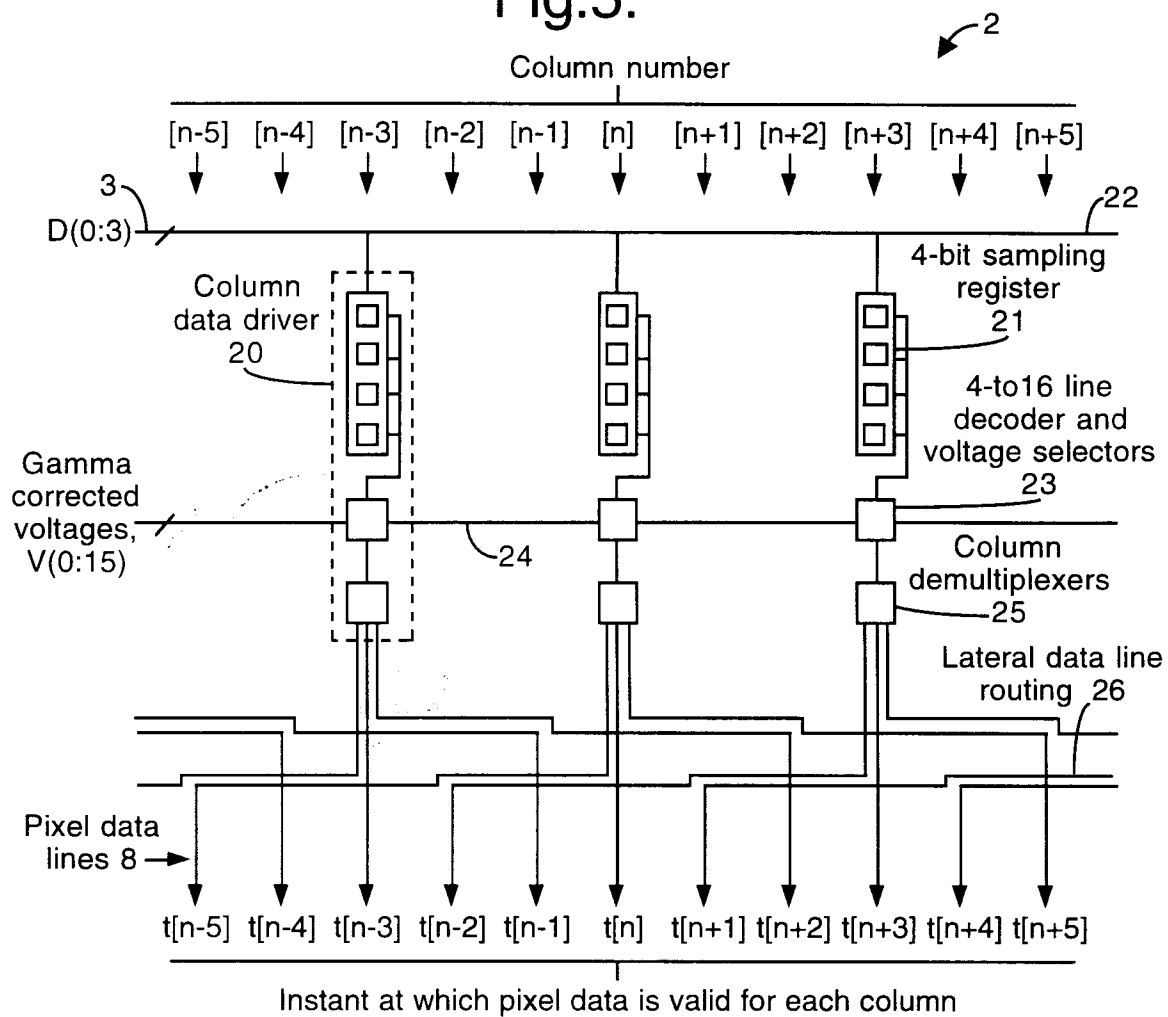 Fig.5.
2
Column number
[n-5] [n-4] [n-3] [n-2] [n-1] [n] [n+1] [n+2] [n+3] [n+4] [n+5]
3
D(0:3)
22
Column
data driver
20
4-bit sampling
register
21
4-to16 line
decoder and
voltage selectors
23
Gamma
corrected
voltages,
V(0:15)
24
Column
demultiplexers
25
Lateral data line
routing 26
Pixel data
lines 8
t[n-5] t[n-4] t[n-3] t[n-2] t[n-1] t[n] t[n+1] t[n+2] t[n+3] t[n+4] t[n+5]
Instant at which pixel data is valid for each column